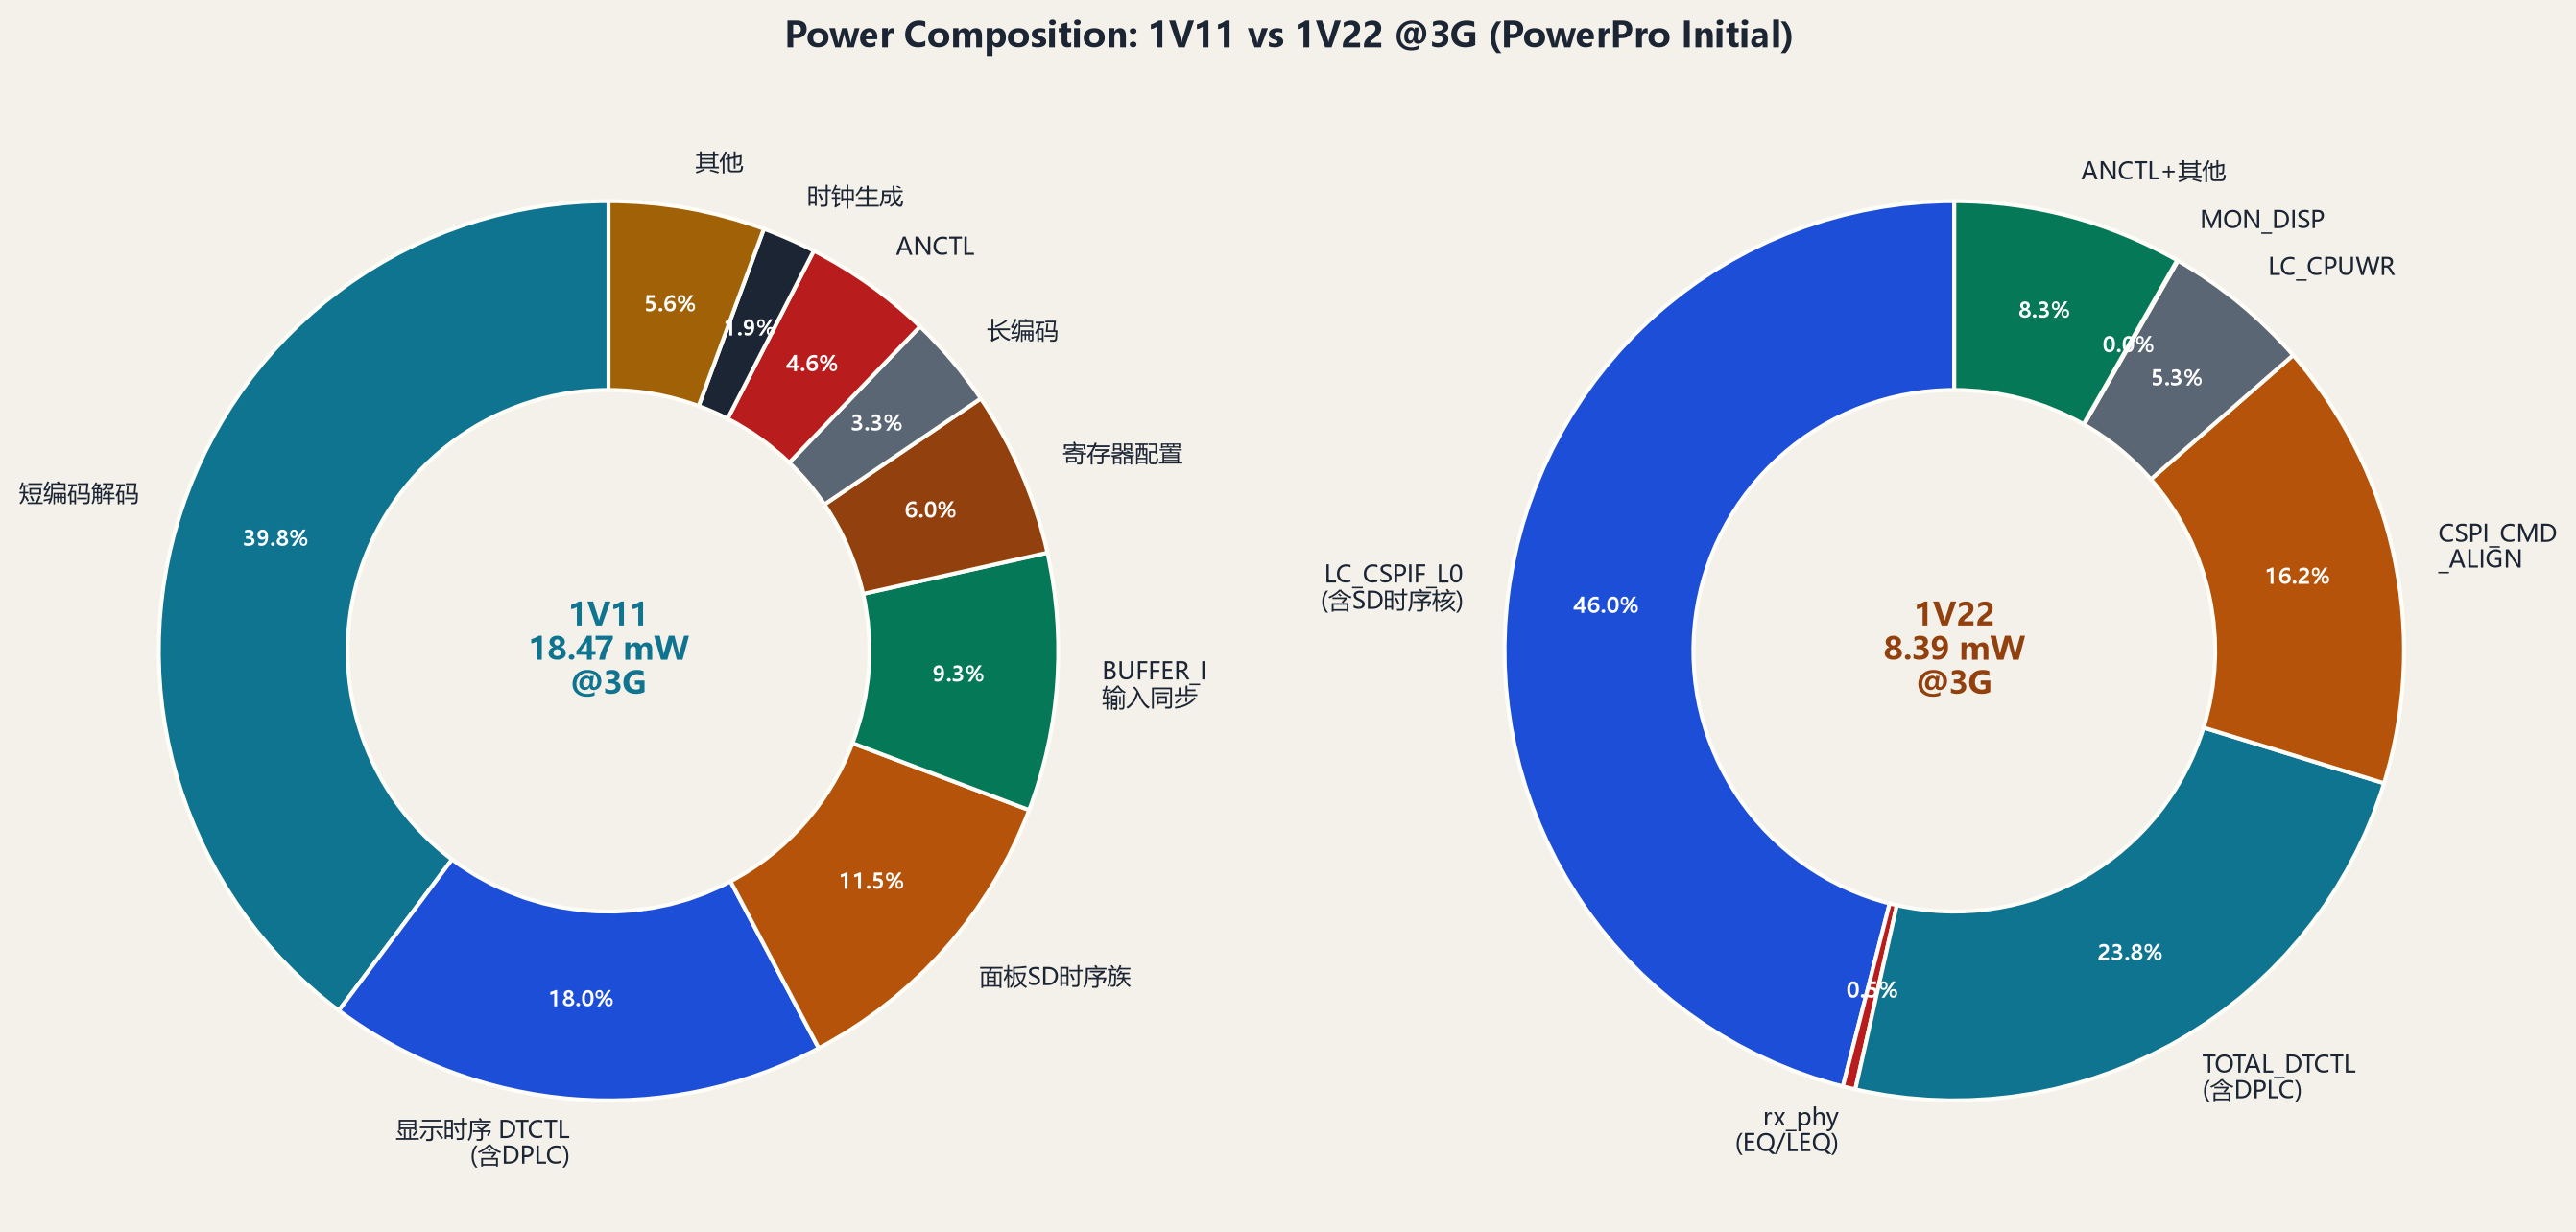 Power Composition: 1V11 vs 1V22 @3G (PowerPro Initial)
其他
时钟生成
ANCTL
长编码
寄存器配置
BUFFER_I
输入同步
面板SD时序族
显示时序 DTCTL
(含DPLC)
短编码解码
5.6%
1.9%
4.6%
3.3%
6.0%
9.3%
11.5%
18.0%
39.8%
1V11
18.47 mW
@3G
ANCTL+其他
MON_DISP
LC_CPUWR
CSPI_CMD
_ALIGN
TOTAL_DTCTL
(含DPLC)
rx_phy
(EQ/LEQ)
LC_CSPIF_L0
(含SD时序核)
8.3%
0.0%
5.3%
16.2%
23.8%
0.5%
46.0%
1V22
8.39 mW
@3G